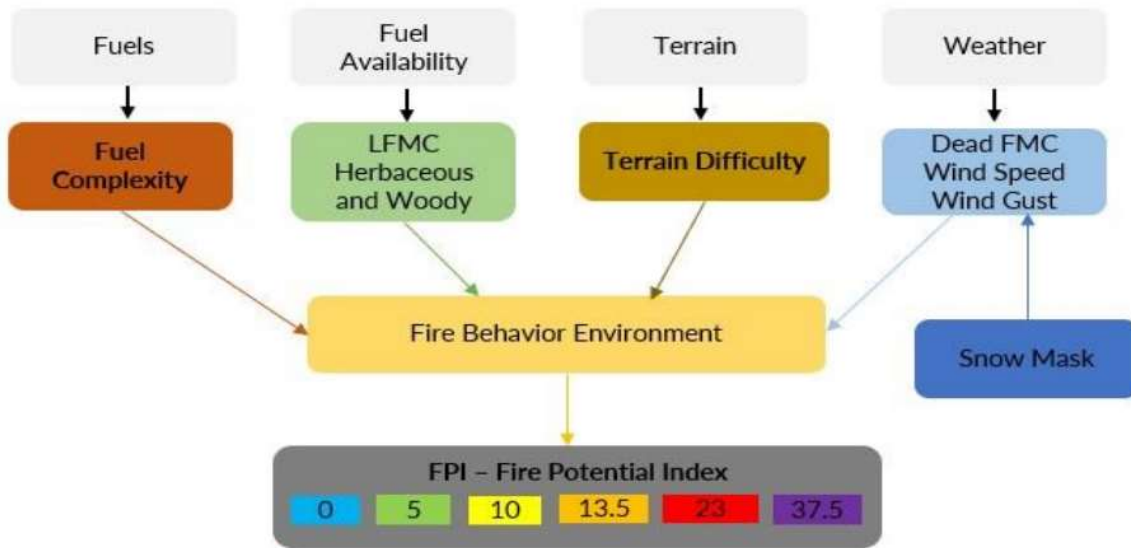 Fuels
Fuel
Availability
Terrain
Weather
Fuel
Complexity
LFMC
Herbaceous
and Woody
Terrain Difficulty
Dead FMC
Wind Speed
Wind Gust
Fire Behavior Environment
Snow Mask
FPI – Fire Potential Index
0 5 10 13.5 23 37.5